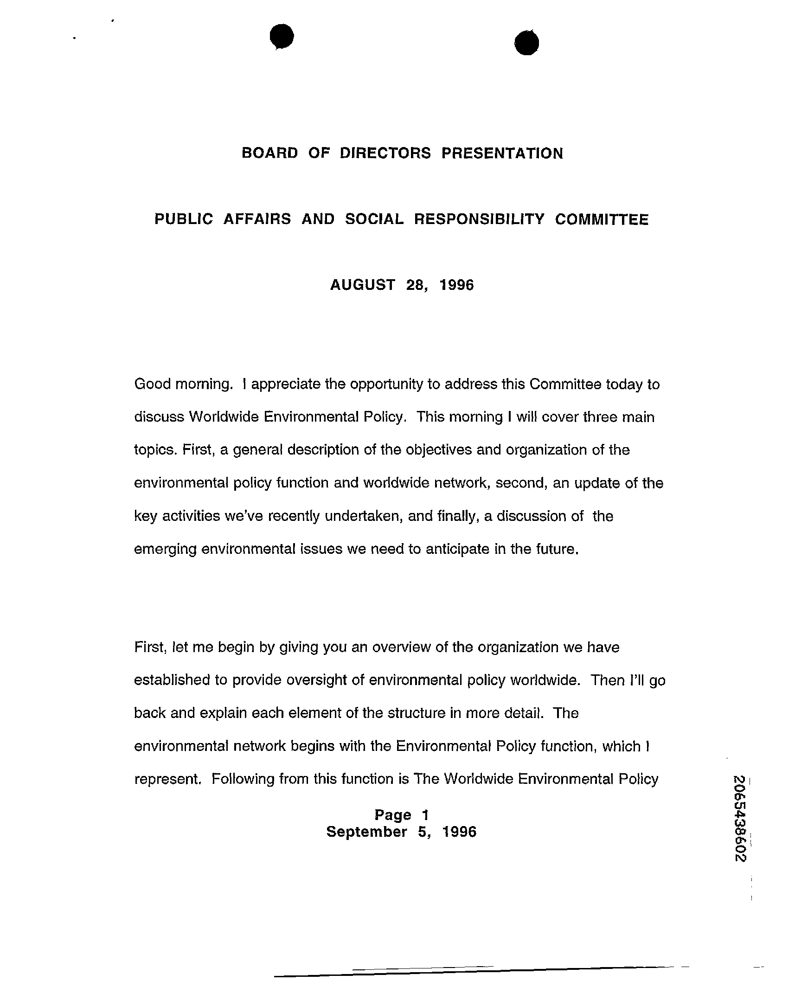 BOARD OF DIRECTORS PRESENTATION
PUBLIC AFFAIRS AND SOCIAL RESPONSIBILITY COMMITTEE
AUGUST 28, 1996
Good morning. I appreciate the opportunity to address this Committee today to
discuss Worldwide Environmental Policy. This morning I will cover three main
topics. First, a general description of the objectives and organization of the
environmental policy function and worldwide network, second, an update of the
key activities we've recently undertaken, and finally, a discussion of the
emerging environmental issues we need to anticipate in the future.
First, let me begin by giving you an overview of the organization we have
established to provide oversight of environmental policy worldwide. Then I'll go
back and explain each element of the structure in more detail. The
environmental network begins with the Environmental Policy function, which I
represent. Following from this function is The Worldwide Environmental Policy
Page 1
September 5, 1996
2065438602